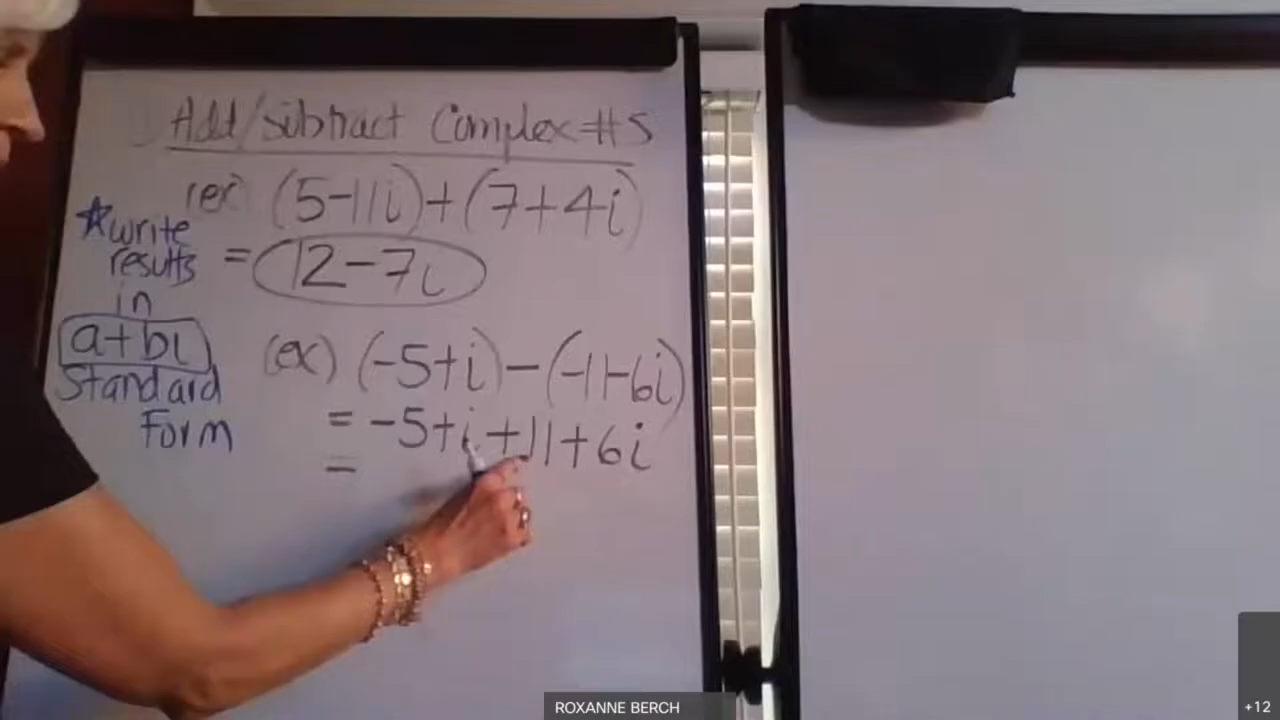 Add/subtract Complex #s
(ex) (5-11i)+(7+4i)
= 12-7i
☆write
results
in
a+bi
Standard
Form
(ex) (-5+i)-(-11-6i)
= -5+i+11+6i
=
ROXANNE BERCH
+12